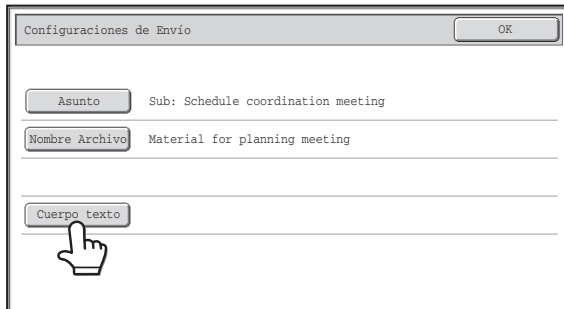 Configuraciones de Envío OK
Asunto Sub: Schedule coordination meeting
Nombre Archivo Material for planning meeting
Cuerpo texto